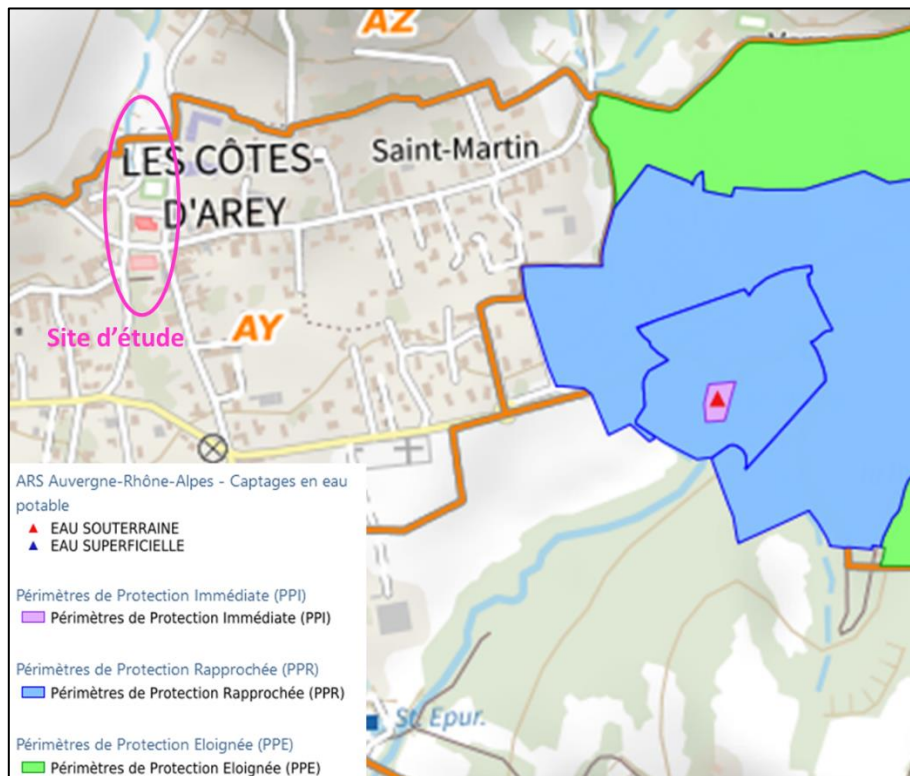 AZ
LES CÔTES-
D'AREY
Saint-Martin
Site d'étude
AY
St. Epur.
ARS Auvergne-Rhône-Alpes - Captages en eau
potable
EAU SOUTERRAINE
EAU SUPERFICIELLE
Périmètres de Protection Immédiate (PPI)
Périmètres de Protection Immédiate (PPI)
Périmètres de Protection Rapprochée (PPR)
Périmètres de Protection Rapprochée (PPR)
Périmètres de Protection Eloignée (PPE)
Périmètres de Protection Eloignée (PPE)